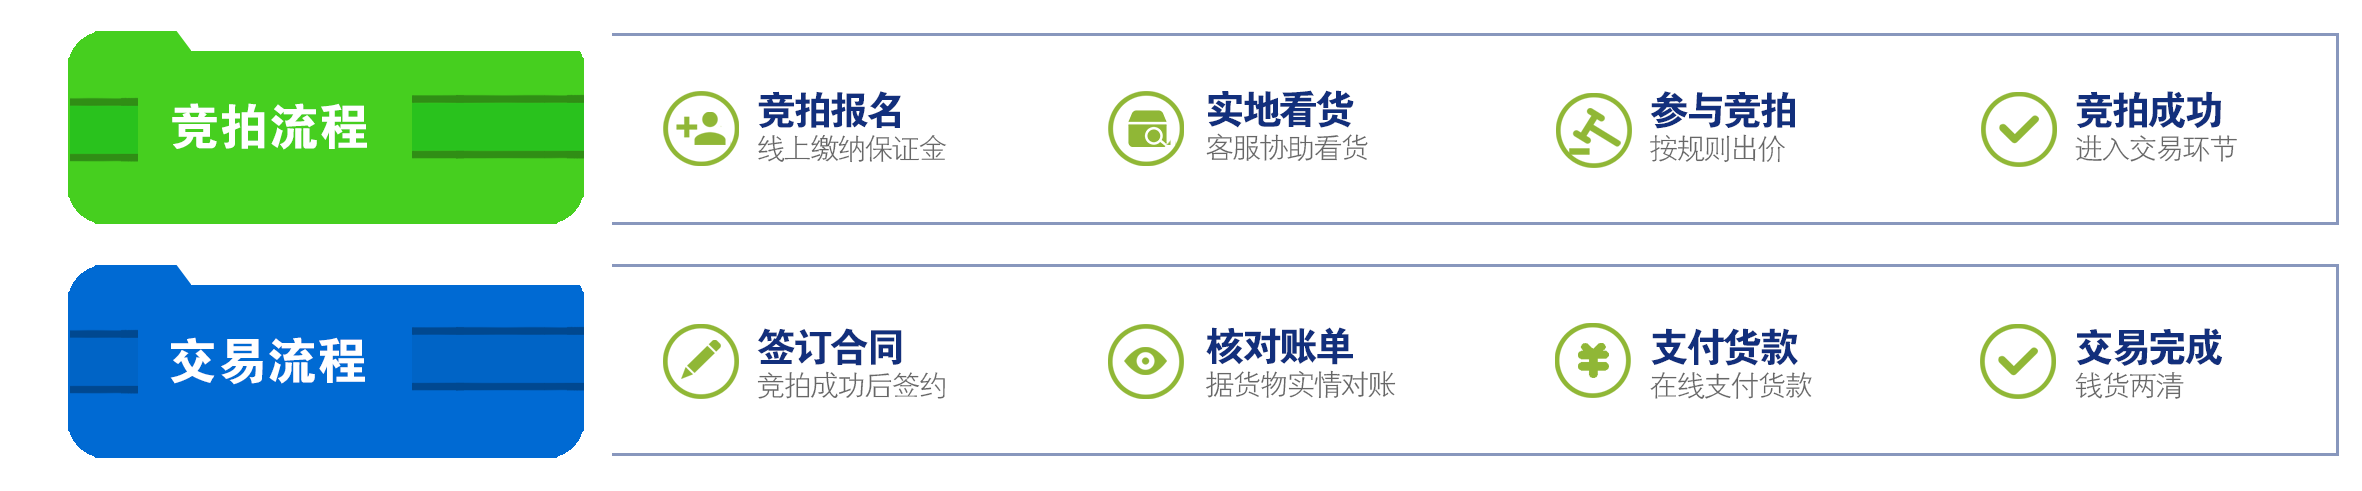 竞拍流程
竞拍报名
线上缴纳保证金
实地看货
客服协助看货
参与竞拍
按规则出价
竞拍成功
进入交易环节
交易流程
签订合同
竞拍成功后签约
核对账单
据货物实情对账
支付货款
在线支付货款
交易完成
钱货两清